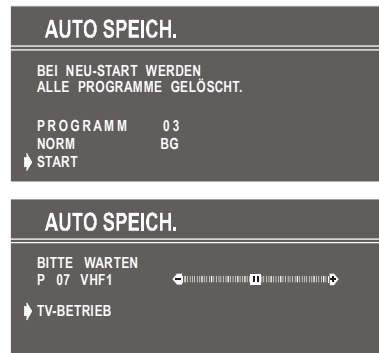 AUTO SPEICH.
BEI NEU-START WERDEN
ALLE PROGRAMME GELÖSCHT.
PROGRAMM 03
NORM BG
START
AUTO SPEICH.
BITTE WARTEN
P 07 VHF1
TV-BETRIEB